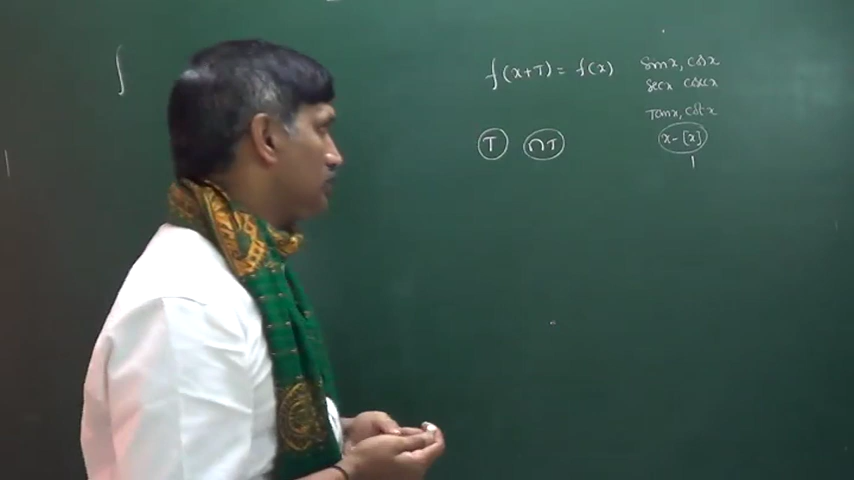 ∫
f(x+T) = f(x)
sinx, cosx
secx cosecx
Tanx, cotx
T nT
x-[x]
1